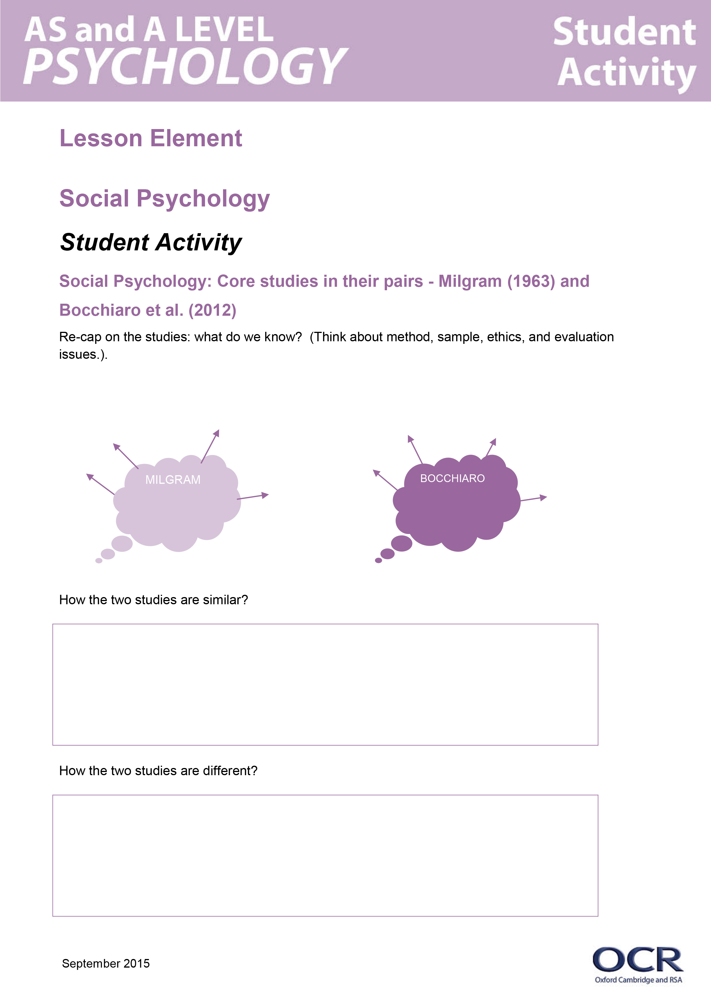 AS and A LEVEL
PSYCHOLOGY
Student
Activity
Lesson Element
Social Psychology
Student Activity
Social Psychology: Core studies in their pairs - Milgram (1963) and
Bocchiaro et al. (2012)
Re-cap on the studies: what do we know?  (Think about method, sample, ethics, and evaluation
issues.).
MILGRAM
BOCCHIARO
How the two studies are similar?
How the two studies are different?
September 2015
OCR
Oxford Cambridge and RSA